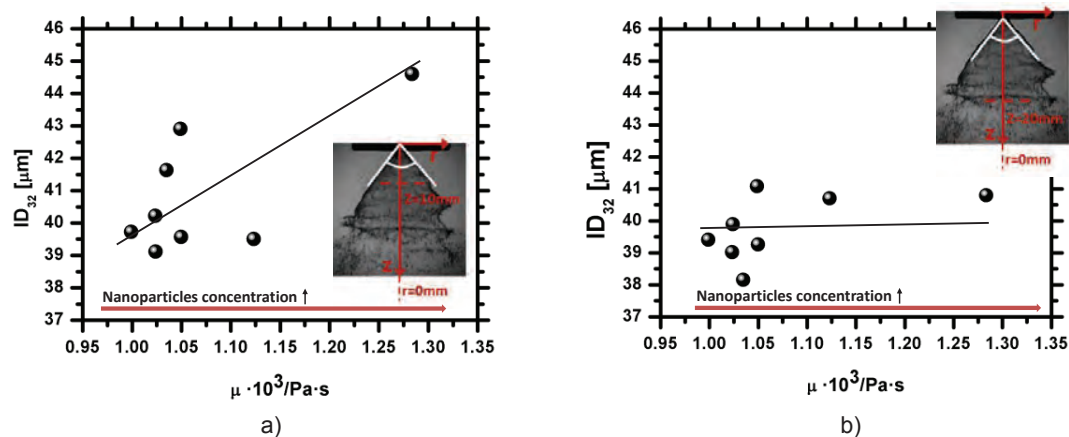 46
45
44
43
42
41
40
39
38
37
ID32 [µm]
r
Z=10mm
Z
r=0mm
Nanoparticles concentration ↑
0.95 1.00 1.05 1.10 1.15 1.20 1.25 1.30 1.35
µ ·10³/Pa·s
a)
46
45
44
43
42
41
40
39
38
37
ID32 [µm]
r
Z=20mm
Z
r=0mm
Nanoparticles concentration ↑
0.95 1.00 1.05 1.10 1.15 1.20 1.25 1.30 1.35
µ ·10³/Pa·s
b)